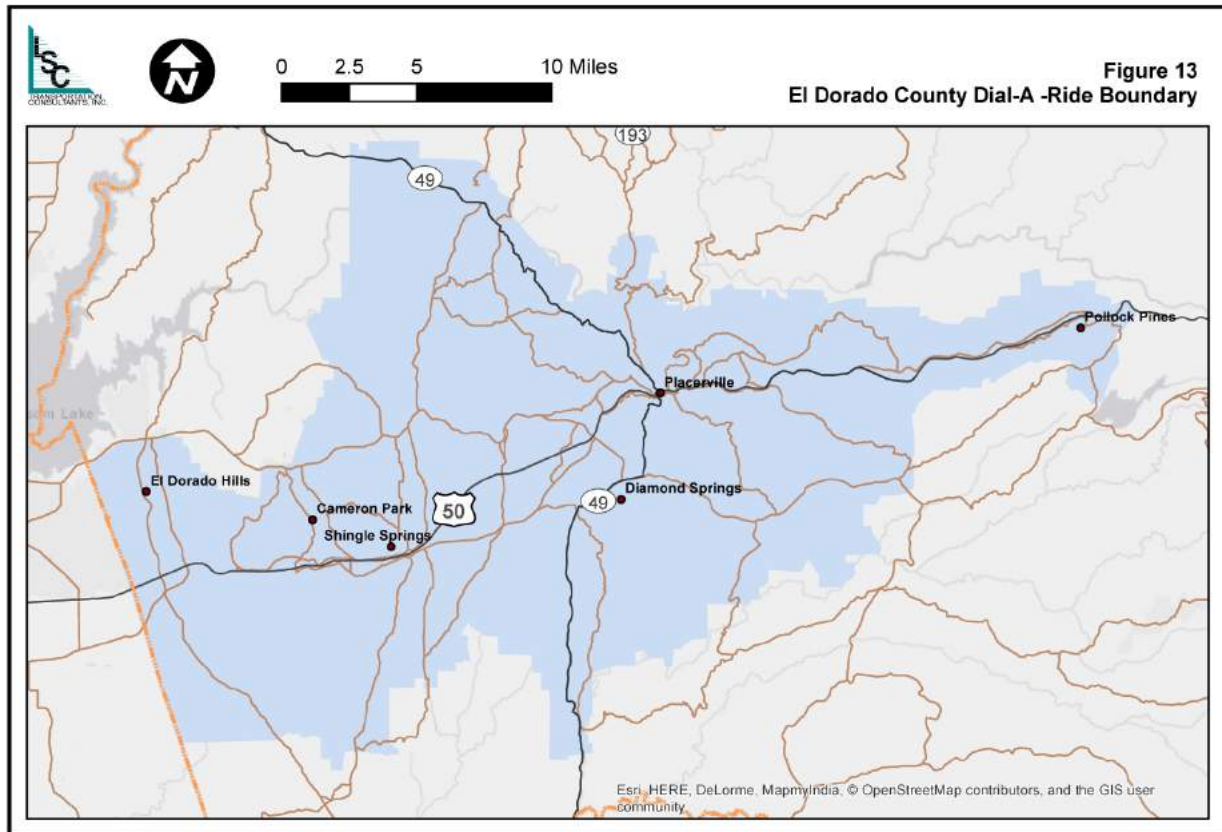 LSC
TRANSPORTATION
CONSULTANTS, INC.
N
0 2.5 5 10 Miles
Figure 13
El Dorado County Dial-A -Ride Boundary
193
49
Pollock Pines
Placerville
som Lake
El Dorado Hills
Diamond Springs
49
Cameron Park
50
Shingle Springs
Esri, HERE, DeLorme, MapmyIndia, © OpenStreetMap contributors, and the GIS user
community